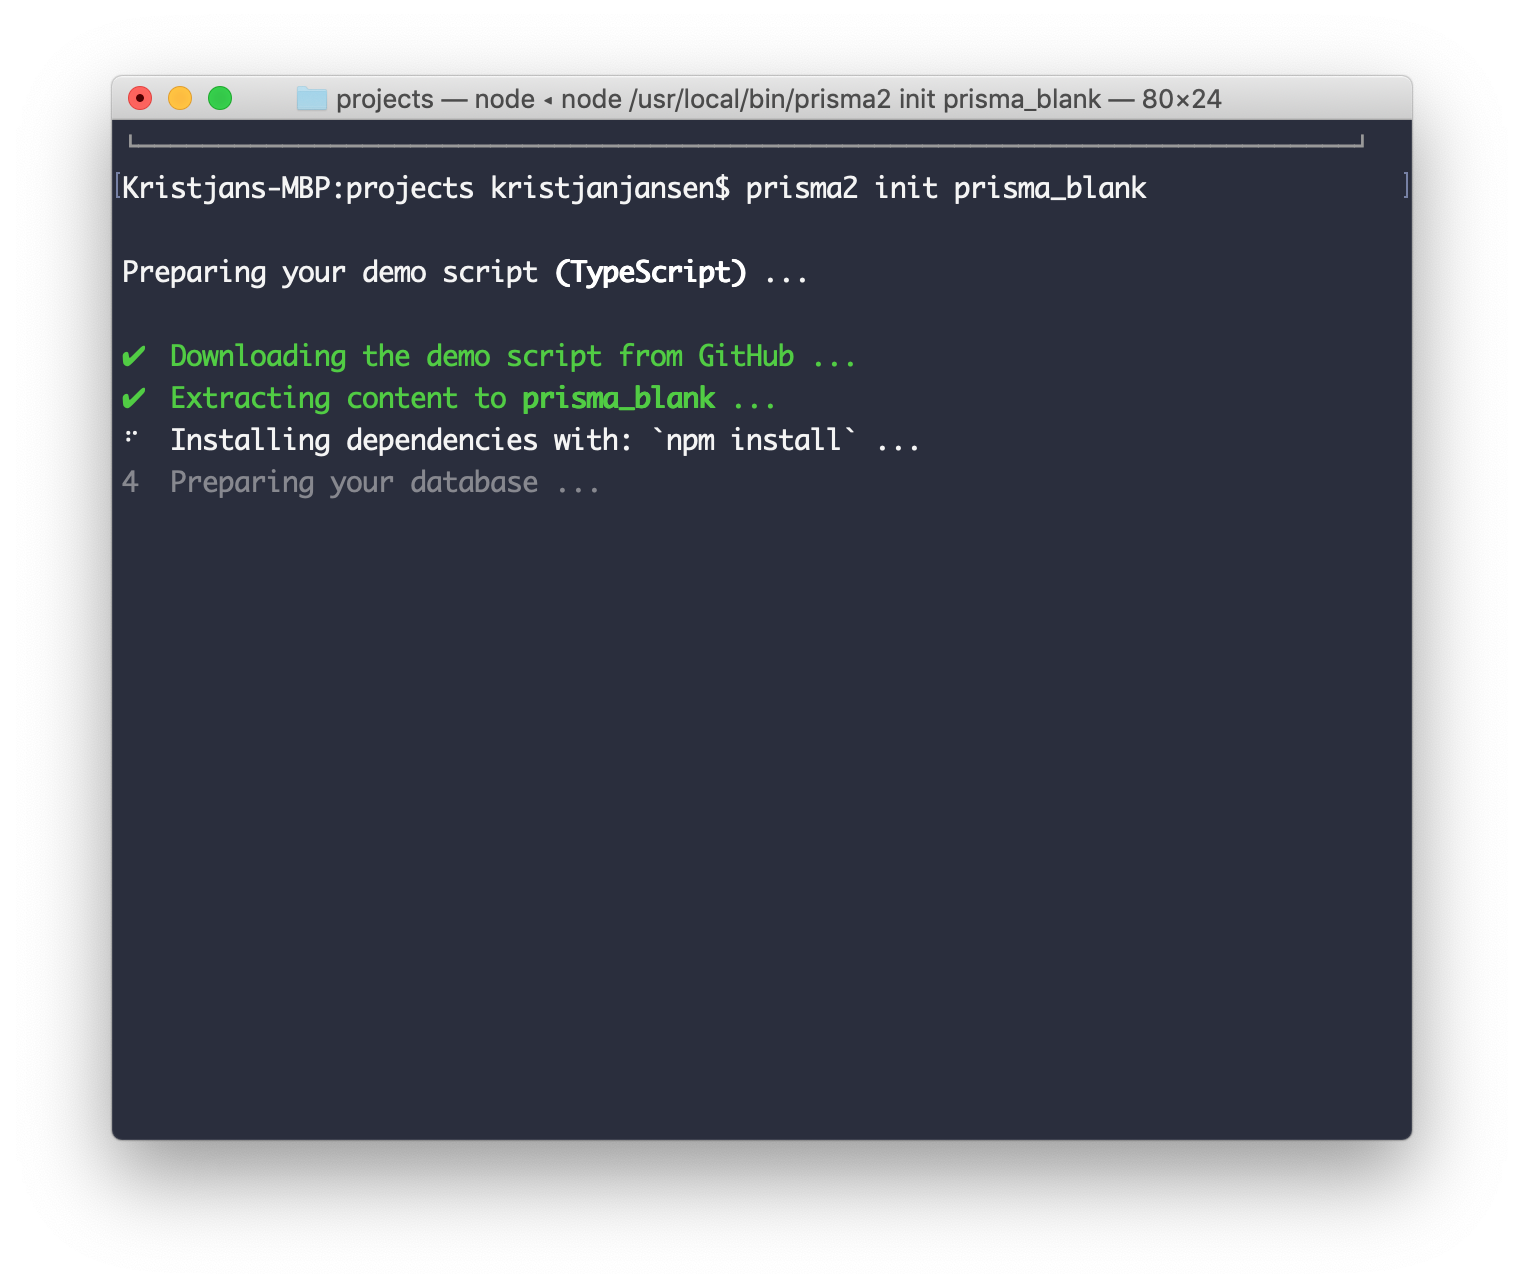 projects — node ◂ node /usr/local/bin/prisma2 init prisma_blank — 80×24
Kristjans-MBP:projects kristjanjansen$ prisma2 init prisma_blank
Preparing your demo script (TypeScript) ...
✔ Downloading the demo script from GitHub ...
✔ Extracting content to prisma_blank ...
⠋ Installing dependencies with: `npm install` ...
4 Preparing your database ...